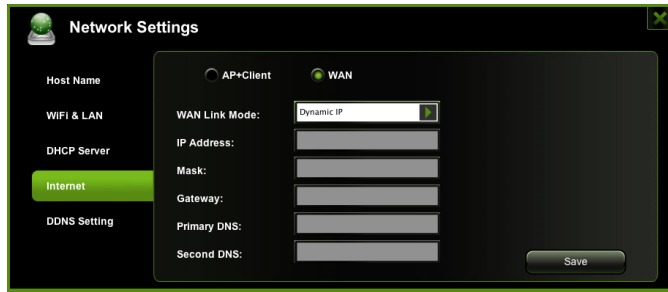 Network Settings
Host Name
WiFi & LAN
DHCP Server
Internet
DDNS Setting
AP+Client WAN
WAN Link Mode: Dynamic IP
IP Address:
Mask:
Gateway:
Primary DNS:
Second DNS:
Save